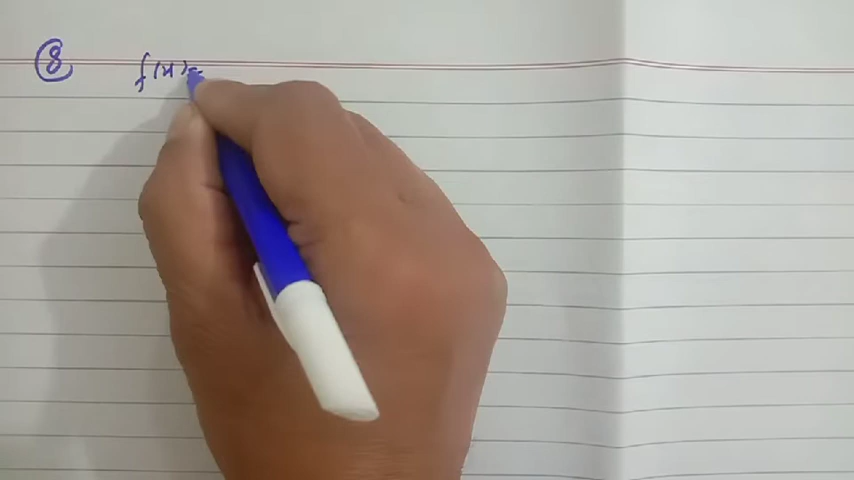 ⑧ f(x)=